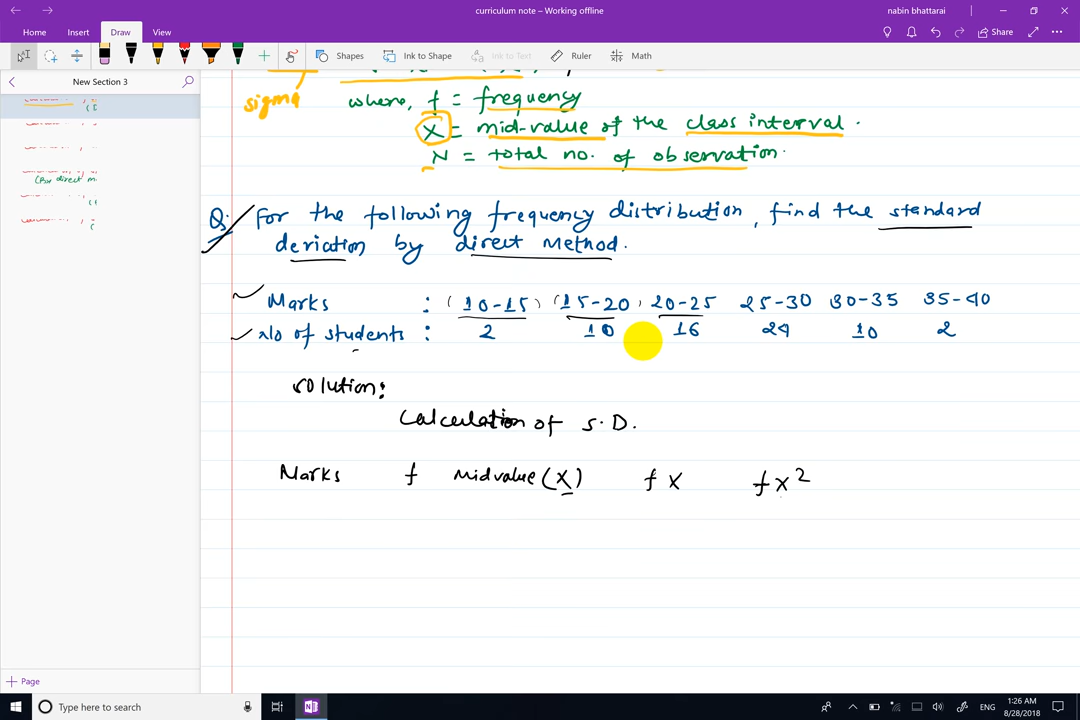 curriculum note – Working offline
nabin bhattarai
Home Insert Draw View
Share
Shapes Ink to Shape Ink to Text Ruler Math
New Section 3
sigma
where, f = frequency
X = mid-value of the class interval.
N = total no. of observation.
Q: For the following frequency distribution, find the standard
deviation by direct method.
Marks : (10-15) (15-20) 20-25 25-30 30-35 35-40
No of students : 2 10 16 24 10 2
solution:
Calculation of S.D.
Marks f Midvalue (X) f X f X²
Page
Type here to search
ENG
1:26 AM
8/28/2018